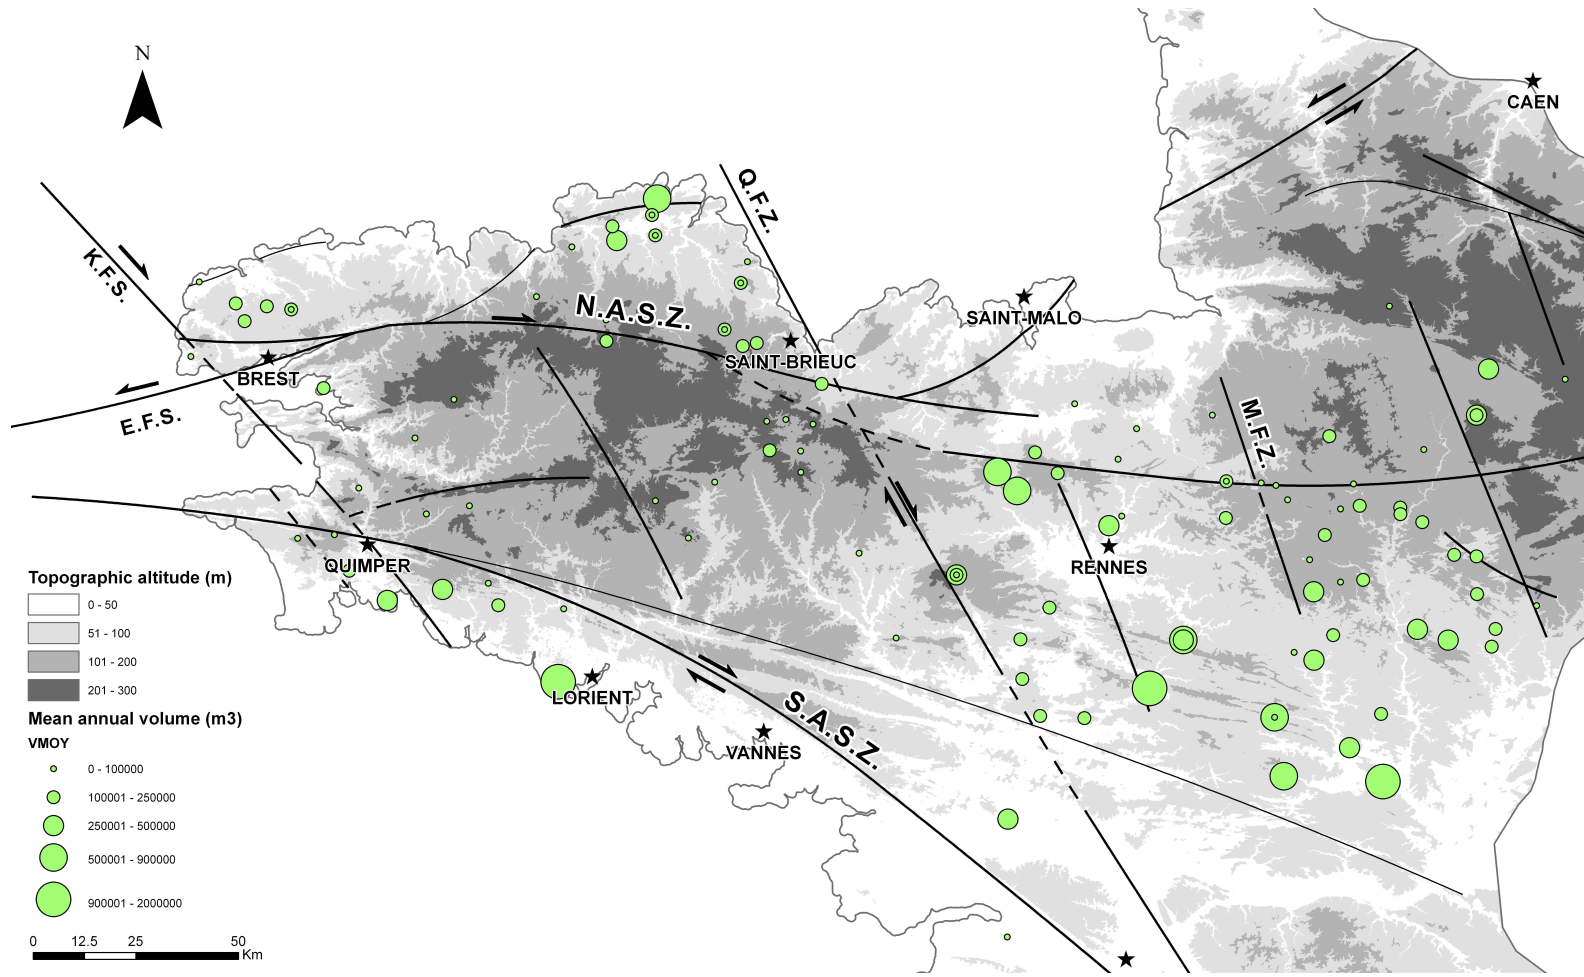 N
CAEN
Q.F.Z.
K.F.S.
N.A.S.Z.
SAINT-MALO
SAINT-BRIEUC
BREST
E.F.S.
M.F.Z.
QUIMPER
RENNES
Topographic altitude (m)
0 - 50
51 - 100
101 - 200
201 - 300
LORIENT
S.A.S.Z.
VANNES
Mean annual volume (m3)
VMOY
0 - 100000
100001 - 250000
250001 - 500000
500001 - 900000
900001 - 2000000
0 12.5 25 50
Km